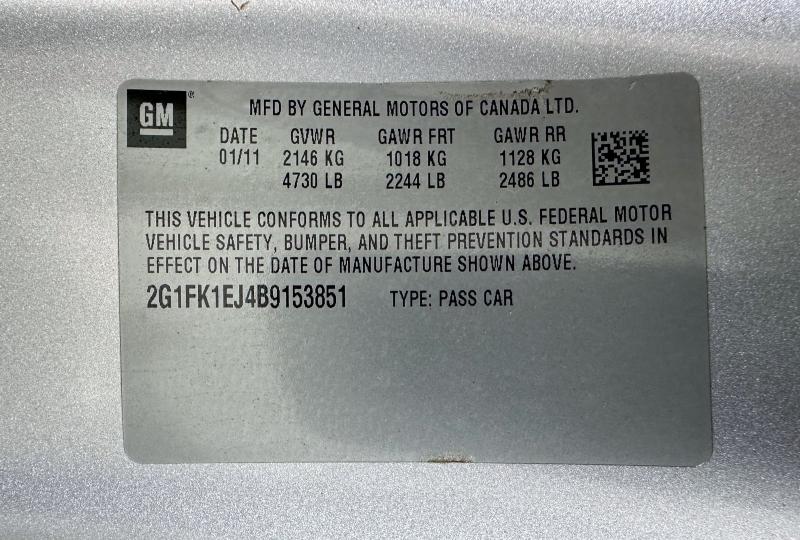 GM®
MFD BY GENERAL MOTORS OF CANADA LTD.
DATE GVWR GAWR FRT GAWR RR
01/11 2146 KG 1018 KG 1128 KG
4730 LB 2244 LB 2486 LB
THIS VEHICLE CONFORMS TO ALL APPLICABLE U.S. FEDERAL MOTOR
VEHICLE SAFETY, BUMPER, AND THEFT PREVENTION STANDARDS IN
EFFECT ON THE DATE OF MANUFACTURE SHOWN ABOVE.
2G1FK1EJ4B9153851 TYPE: PASS CAR